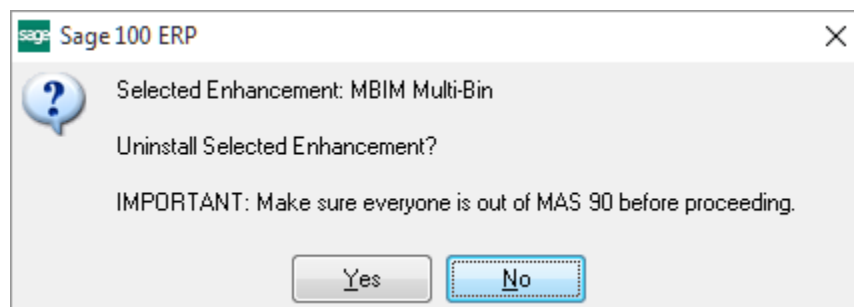 sage Sage 100 ERP
Selected Enhancement: MBIM Multi-Bin
Uninstall Selected Enhancement?
IMPORTANT: Make sure everyone is out of MAS 90 before proceeding.
Yes No